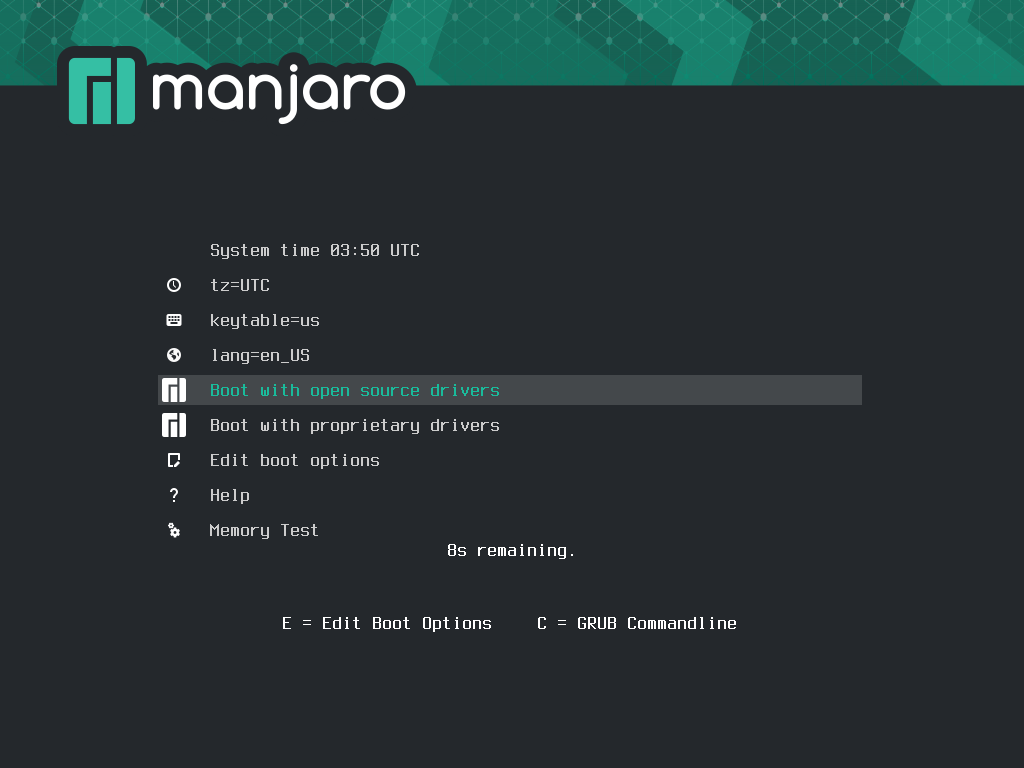 manjaro
System time 03:50 UTC
tz=UTC
keytable=us
lang=en_US
Boot with open source drivers
Boot with proprietary drivers
Edit boot options
Help
Memory Test
8s remaining.
E = Edit Boot Options C = GRUB Commandline